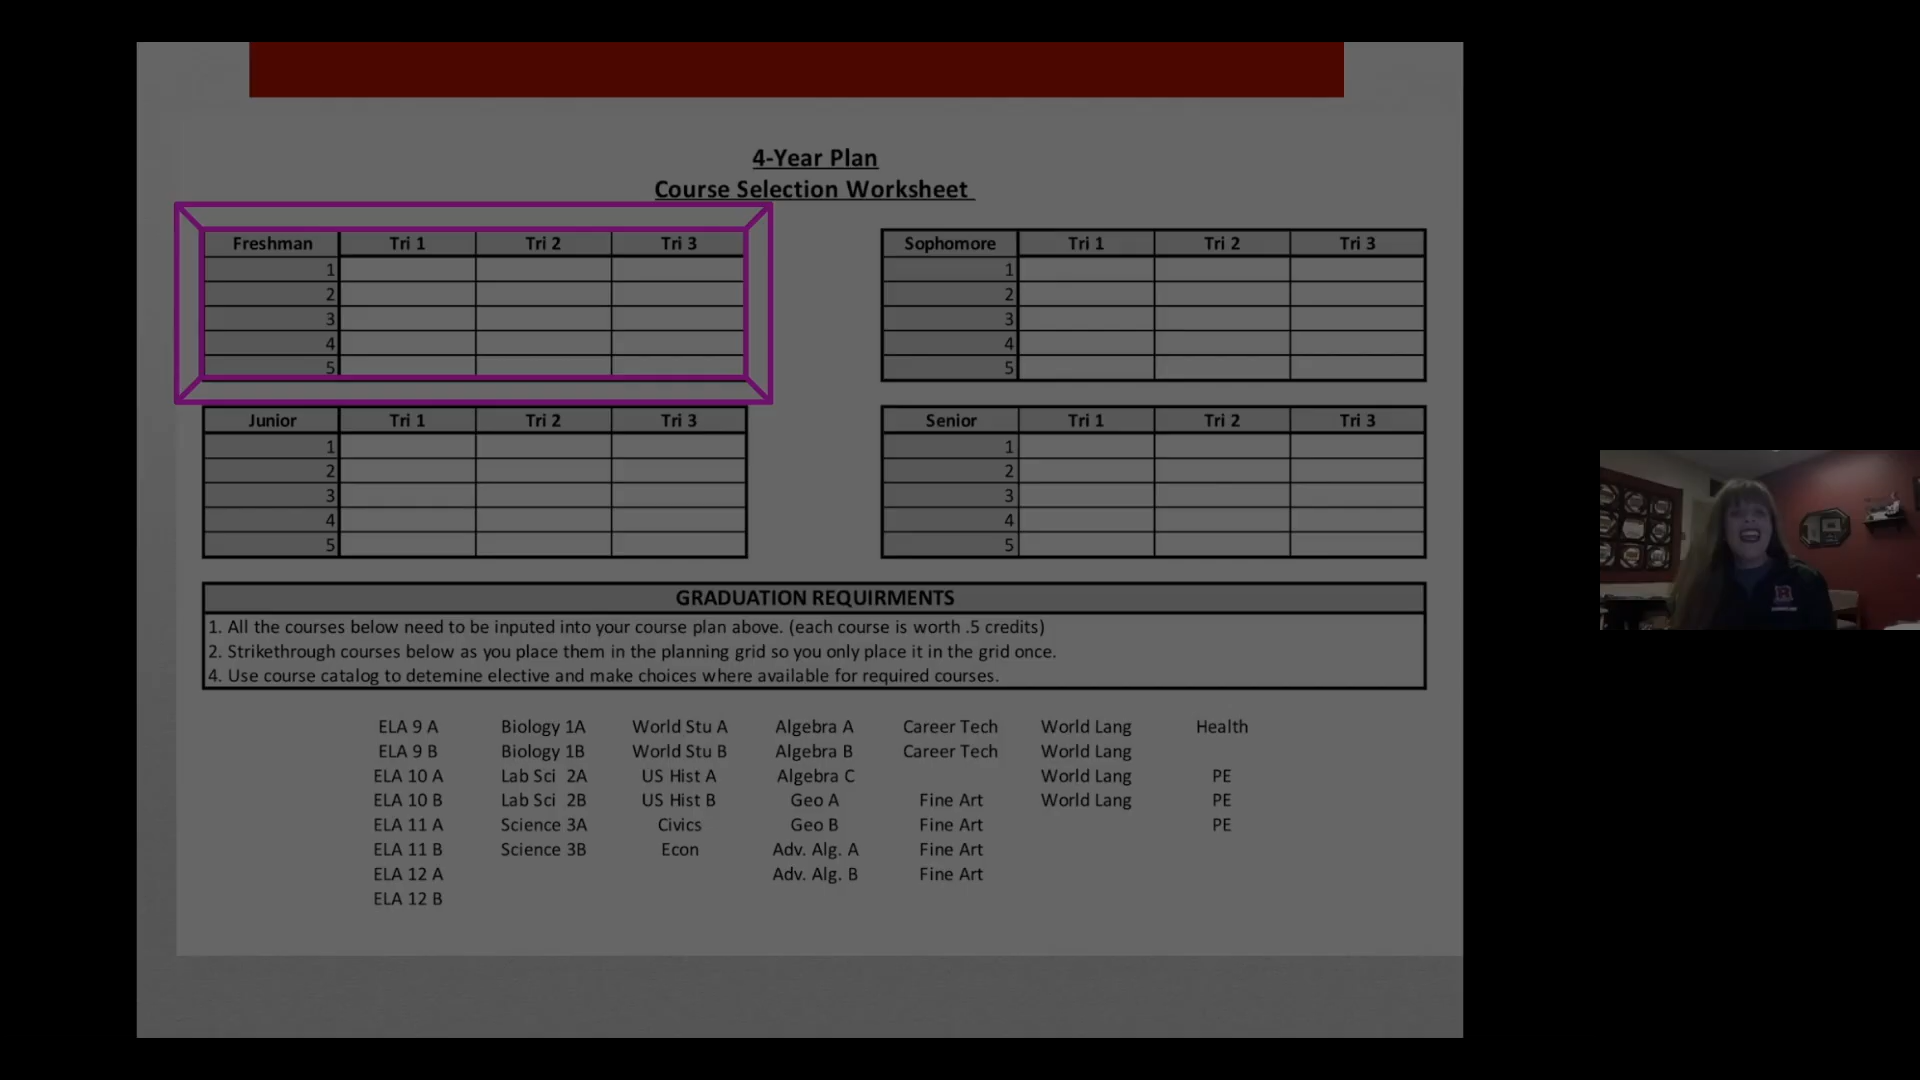 4-Year Plan
Course Selection Worksheet
Freshman Tri 1 Tri 2 Tri 3
1
2
3
4
5
Sophomore Tri 1 Tri 2 Tri 3
1
2
3
4
5
Junior Tri 1 Tri 2 Tri 3
1
2
3
4
5
Senior Tri 1 Tri 2 Tri 3
1
2
3
4
5
GRADUATION REQUIRMENTS
1. All the courses below need to be inputed into your course plan above. (each course is worth .5 credits)
2. Strikethrough courses below as you place them in the planning grid so you only place it in the grid once.
4. Use course catalog to detemine elective and make choices where available for required courses.
ELA 9 A Biology 1A World Stu A Algebra A Career Tech World Lang Health
ELA 9 B Biology 1B World Stu B Algebra B Career Tech World Lang
ELA 10 A Lab Sci 2A US Hist A Algebra C World Lang PE
ELA 10 B Lab Sci 2B US Hist B Geo A Fine Art World Lang PE
ELA 11 A Science 3A Civics Geo B Fine Art PE
ELA 11 B Science 3B Econ Adv. Alg. A Fine Art
ELA 12 A Adv. Alg. B Fine Art
ELA 12 B